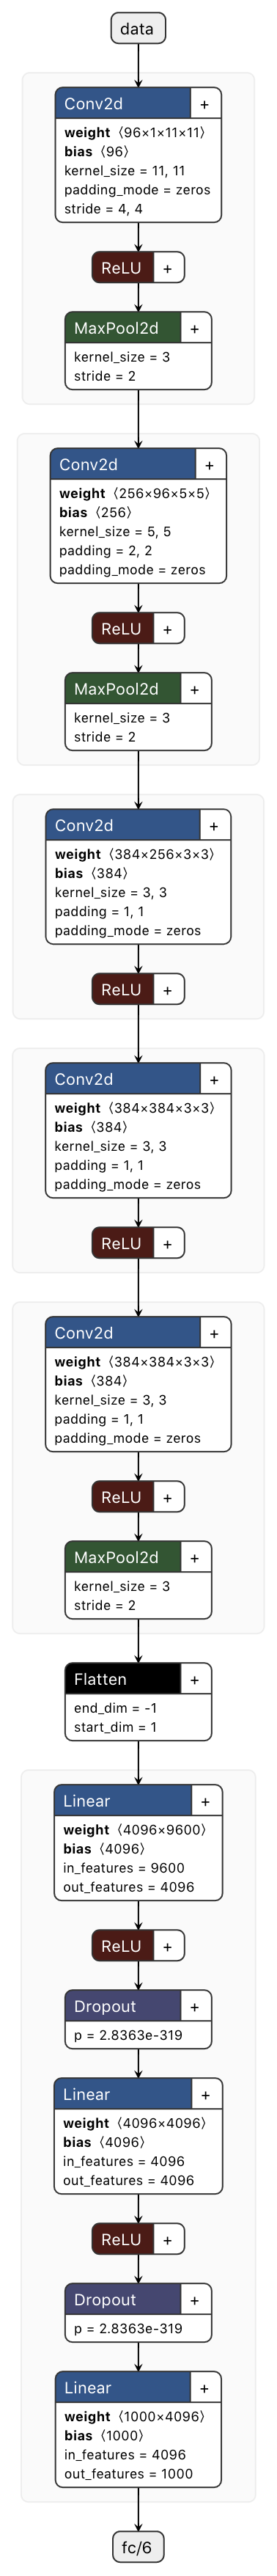 data
Conv2d +
weight ⟨96×1×11×11⟩
bias ⟨96⟩
kernel_size = 11, 11
padding_mode = zeros
stride = 4, 4
ReLU +
MaxPool2d +
kernel_size = 3
stride = 2
Conv2d +
weight ⟨256×96×5×5⟩
bias ⟨256⟩
kernel_size = 5, 5
padding = 2, 2
padding_mode = zeros
ReLU +
MaxPool2d +
kernel_size = 3
stride = 2
Conv2d +
weight ⟨384×256×3×3⟩
bias ⟨384⟩
kernel_size = 3, 3
padding = 1, 1
padding_mode = zeros
ReLU +
Conv2d +
weight ⟨384×384×3×3⟩
bias ⟨384⟩
kernel_size = 3, 3
padding = 1, 1
padding_mode = zeros
ReLU +
Conv2d +
weight ⟨384×384×3×3⟩
bias ⟨384⟩
kernel_size = 3, 3
padding = 1, 1
padding_mode = zeros
ReLU +
MaxPool2d +
kernel_size = 3
stride = 2
Flatten +
end_dim = -1
start_dim = 1
Linear +
weight ⟨4096×9600⟩
bias ⟨4096⟩
in_features = 9600
out_features = 4096
ReLU +
Dropout +
p = 2.8363e-319
Linear +
weight ⟨4096×4096⟩
bias ⟨4096⟩
in_features = 4096
out_features = 4096
ReLU +
Dropout +
p = 2.8363e-319
Linear +
weight ⟨1000×4096⟩
bias ⟨1000⟩
in_features = 4096
out_features = 1000
fc/6